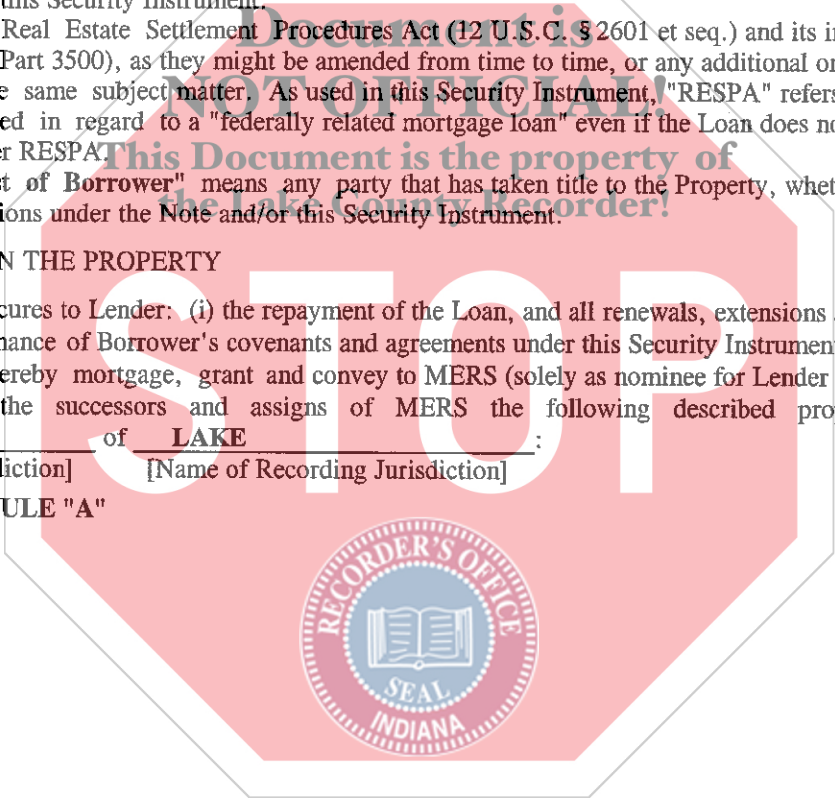 this Security Instrument.
Document is
Real Estate Settlement Procedures Act (12 U.S.C. § 2601 et seq.) and its
Part 3500), as they might be amended from time to time, or any additional or
NOT OFFICIAL!
same subject matter. As used in this Security Instrument, "RESPA" refers
ed in regard to a "federally related mortgage loan" even if the Loan does no
r RESPA.
This Document is the property of
t of Borrower" means any party that has taken title to the Property, whet
the Lake County Recorder!
ions under the Note and/or this Security Instrument.
N THE PROPERTY
STOP
cures to Lender: (i) the repayment of the Loan, and all renewals, extensions
nance of Borrower's covenants and agreements under this Security Instrument
ereby mortgage, grant and convey to MERS (solely as nominee for Lender
the successors and assigns of MERS the following described pro
of LAKE :
liction] [Name of Recording Jurisdiction]
ULE "A"
RECORDER'S OFFICE
SEAL
INDIANA